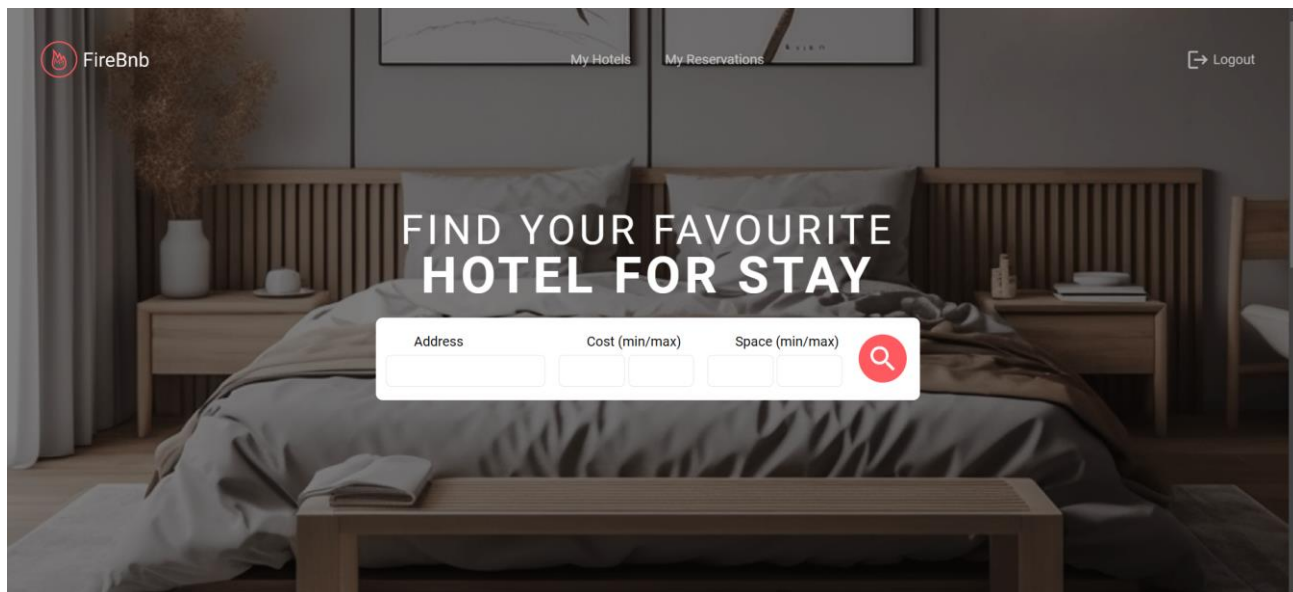 FireBnb
My Hotels
My Reservations
Logout
FIND YOUR FAVOURITE
HOTEL FOR STAY
Address
Cost (min/max)
Space (min/max)